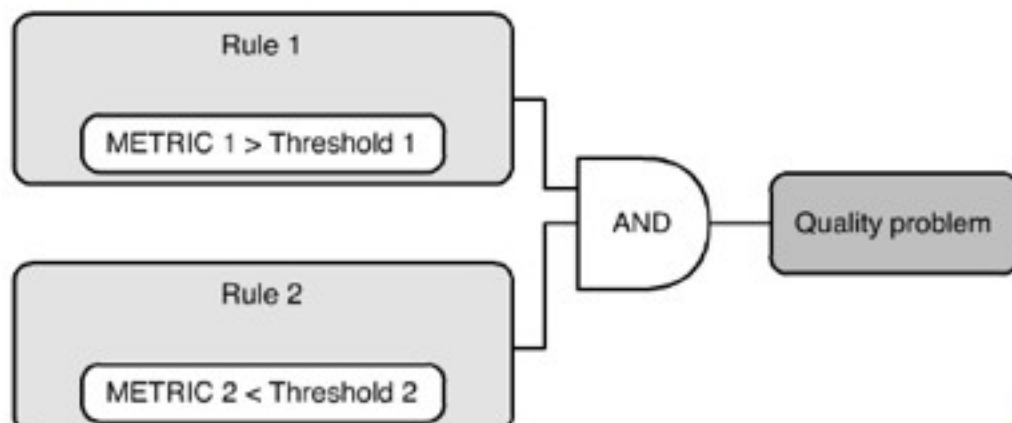 Rule 1
METRIC 1 > Threshold 1
AND
Quality problem
Rule 2
METRIC 2 < Threshold 2